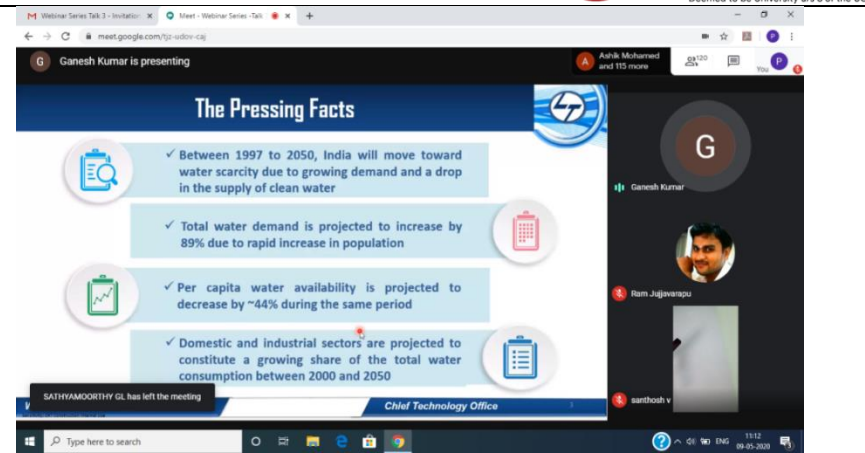 Webinar Series Talk 3 - Invitation
Meet - Webinar Series -Talk
meet.google.com/tjz-udov-caj
G
Ganesh Kumar is presenting
A
Ashik Mohamed
and 115 more
120
You
P
The Pressing Facts
✓ Between 1997 to 2050, India will move toward
water scarcity due to growing demand and a drop
in the supply of clean water
✓ Total water demand is projected to increase by
89% due to rapid increase in population
✓ Per capita water availability is projected to
decrease by ~44% during the same period
✓ Domestic and industrial sectors are projected to
constitute a growing share of the total water
consumption between 2000 and 2050
Chief Technology Office
3
SATHYAMOORTHY GL has left the meeting
G
Ganesh Kumar
Ram Jujjavarapu
santhosh v
Type here to search
ENG
11:12
09-05-2020